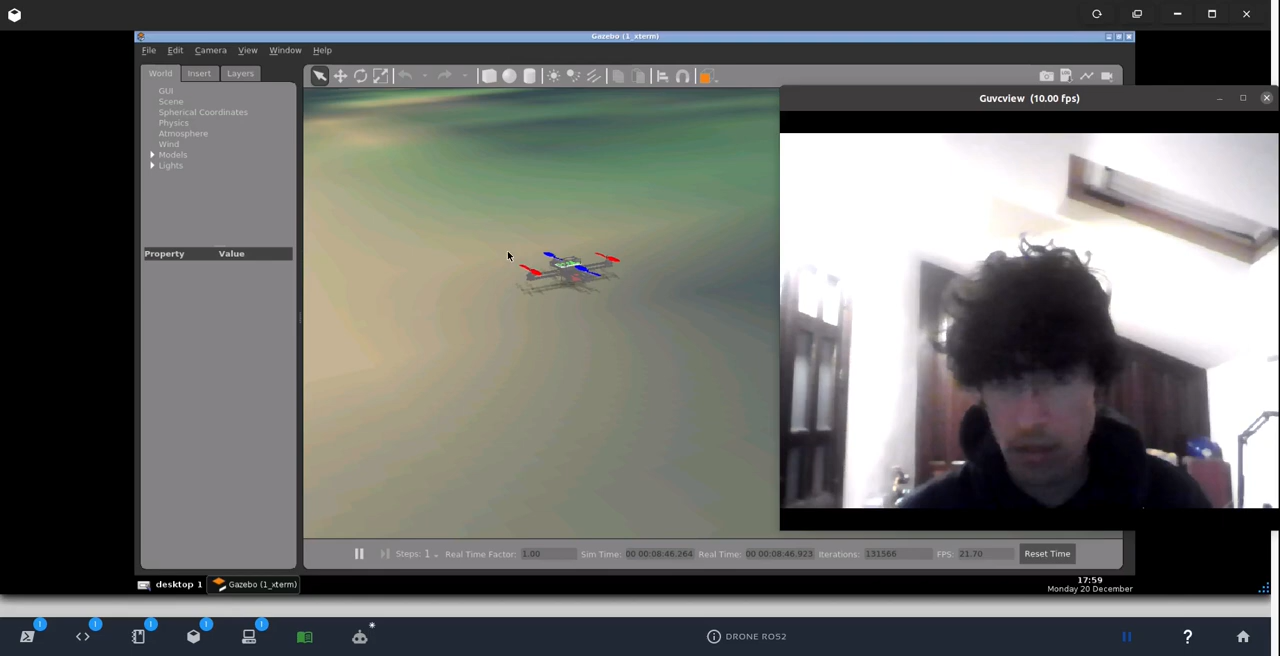 Gazebo (1_xterm)
File Edit Camera View Window Help
World Insert Layers
GUI
Scene
Spherical Coordinates
Physics
Atmosphere
Wind
Models
Lights
Property Value
Guvcview (10.00 fps)
Steps: 1 Real Time Factor: 1.00 Sim Time: 00 00:08:46.264 Real Time: 00 00:08:46.923 Iterations: 131566 FPS: 21.70 Reset Time
desktop 1 Gazebo (1_xterm)
17:59
Monday 20 December
DRONE ROS2